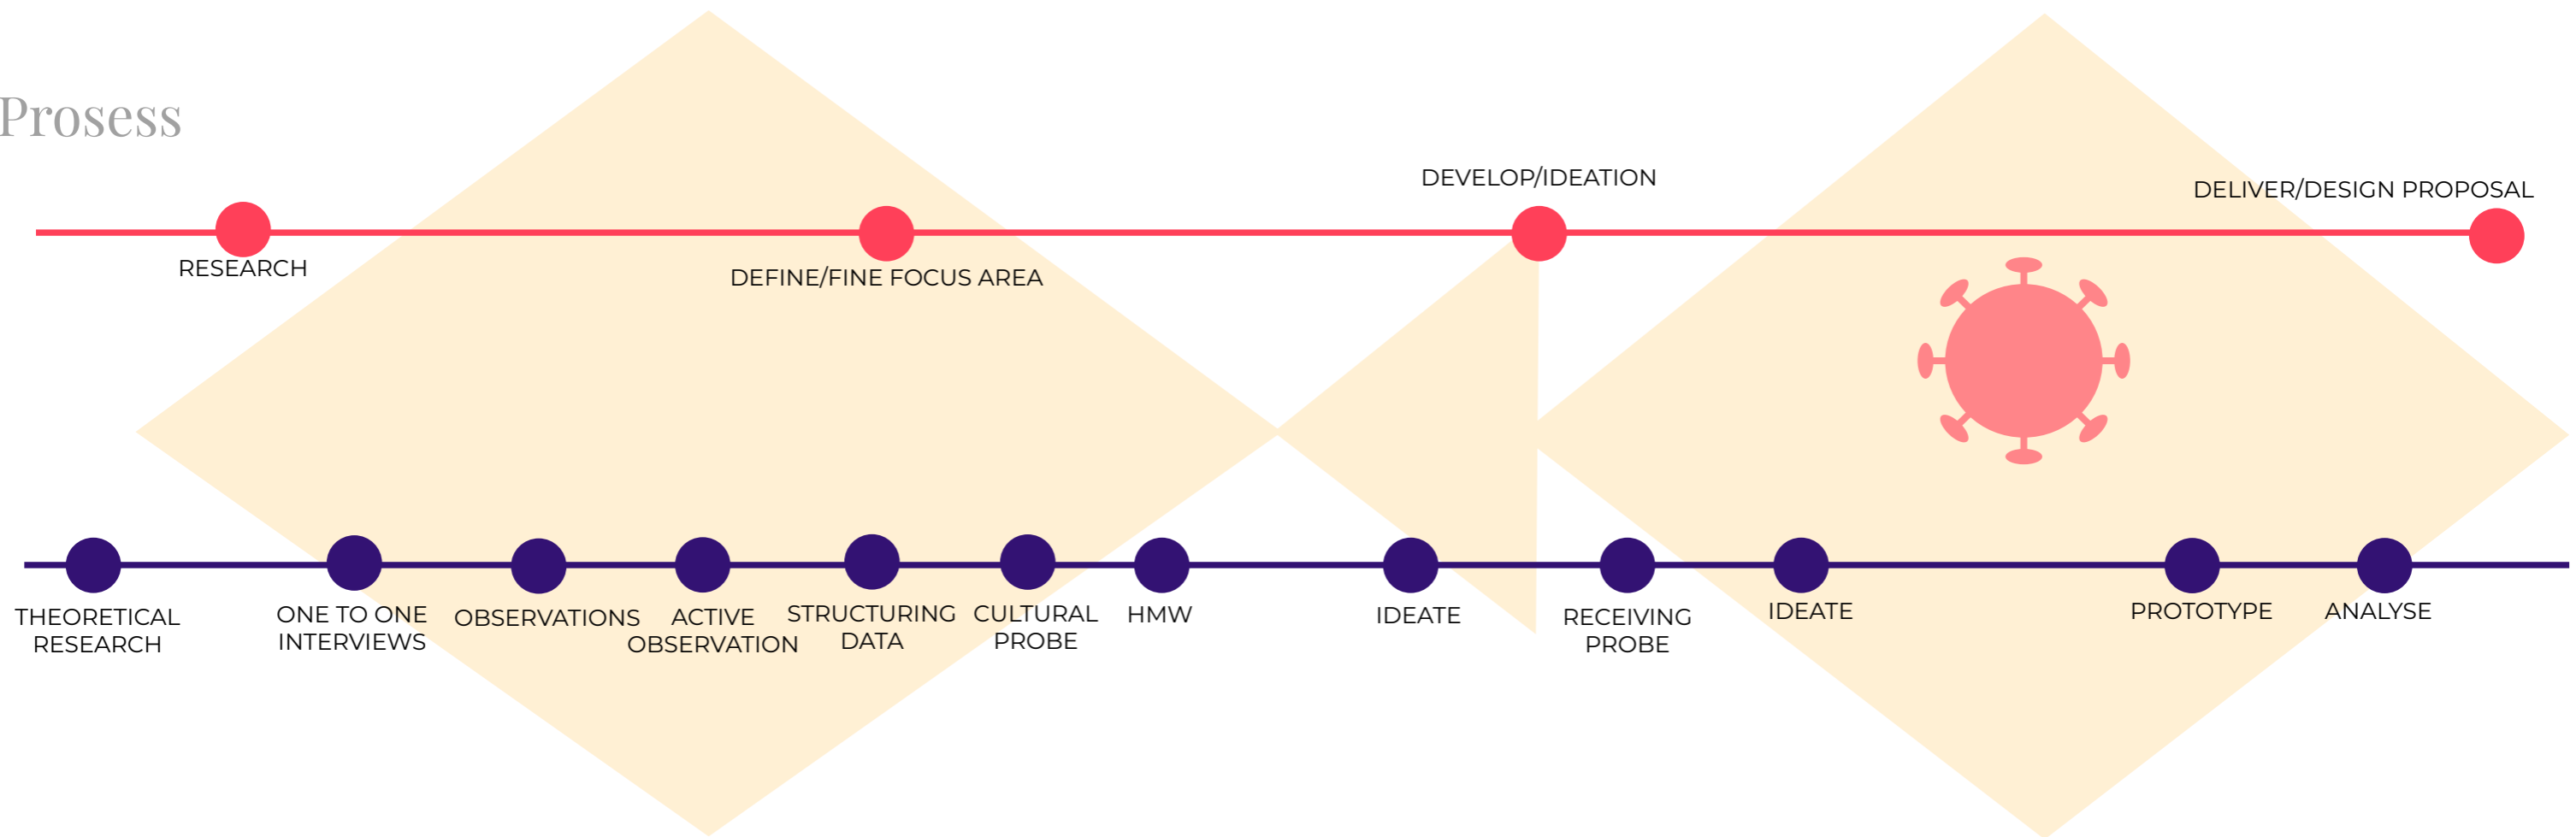 Prosess
DEVELOP/IDEATION
DELIVER/DESIGN PROPOSAL
RESEARCH
DEFINE/FINE FOCUS AREA
THEORETICAL
RESEARCH
ONE TO ONE
INTERVIEWS
OBSERVATIONS
ACTIVE
OBSERVATION
STRUCTURING
DATA
CULTURAL
PROBE
HMW
IDEATE
RECEIVING
PROBE
IDEATE
PROTOTYPE
ANALYSE